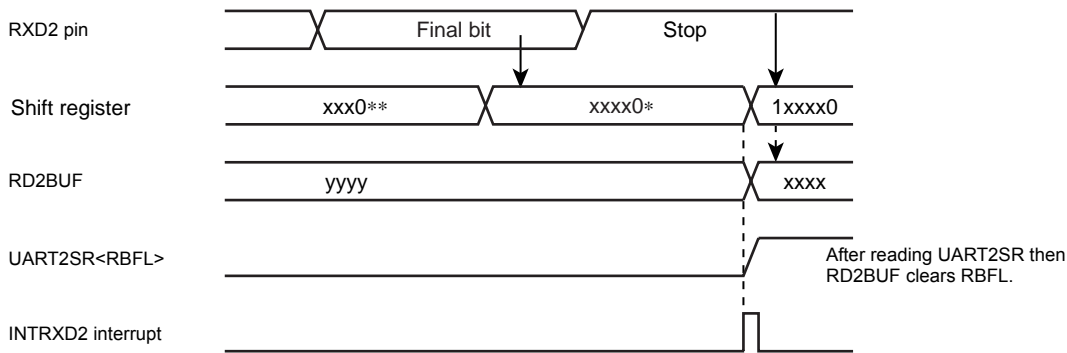 RXD2 pin
Final bit
Stop
Shift register
xxx0**
xxxx0*
1xxxx0
RD2BUF
yyyy
xxxx
UART2SR<RBFL>
After reading UART2SR then
RD2BUF clears RBFL.
INTRXD2 interrupt